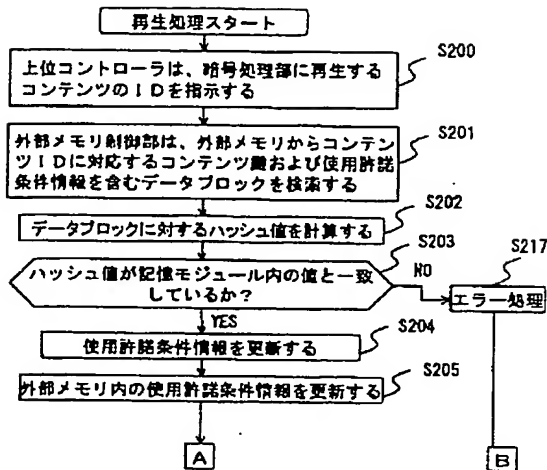 再生処理スタート
S200
上位コントローラは、暗号処理部に再生する
コンテンツのIDを指示する
S201
外部メモリ制御部は、外部メモリからコンテン
ツIDに対応するコンテンツ鍵および使用許諾
条件情報を含むデータブロックを検索する
S202
データブロックに対するハッシュ値を計算する
S203
ハッシュ値が記憶モジュール内の値と一致
しているか？
NO
S217
エラー処理
YES
S204
使用許諾条件情報を更新する
S205
外部メモリ内の使用許諾条件情報を更新する
A
B